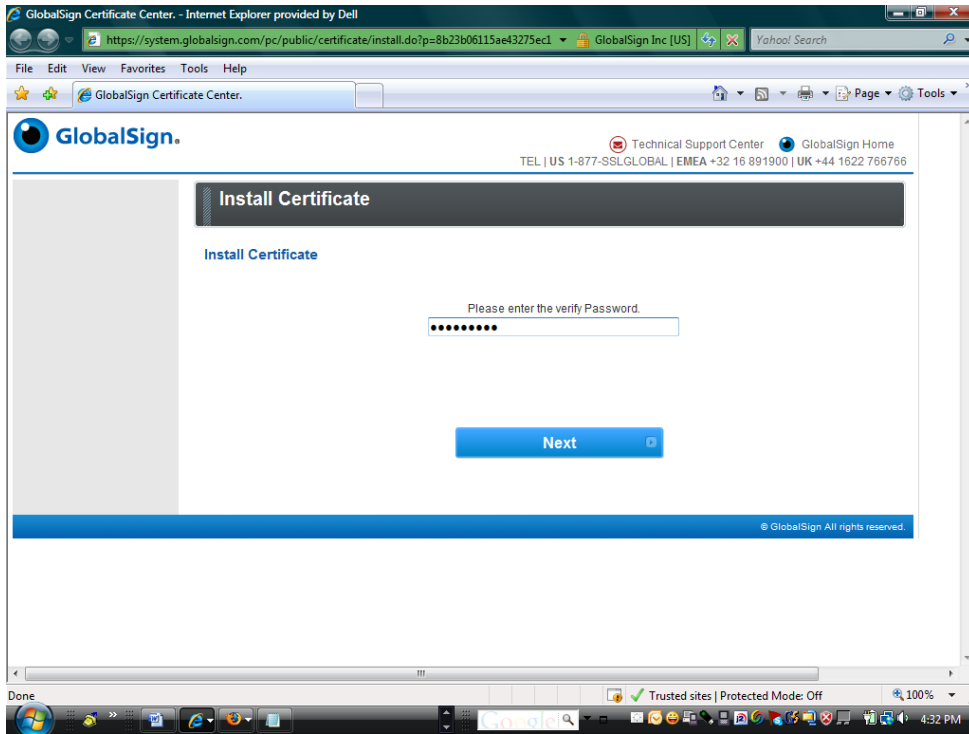 GlobalSign Certificate Center. - Internet Explorer provided by Dell
https://system.globalsign.com/pc/public/certificate/install.do?p=8b23b06115ae43275ec1
GlobalSign Inc [US]
Yahoo! Search
File Edit View Favorites Tools Help
GlobalSign Certificate Center.
Page
Tools
GlobalSign.
Technical Support Center
GlobalSign Home
TEL | US 1-877-SSLGLOBAL | EMEA +32 16 891900 | UK +44 1622 766766
Install Certificate
Install Certificate
Please enter the verify Password.
Next
© GlobalSign All rights reserved.
Done
Trusted sites | Protected Mode: Off
100%
Google
4:32 PM